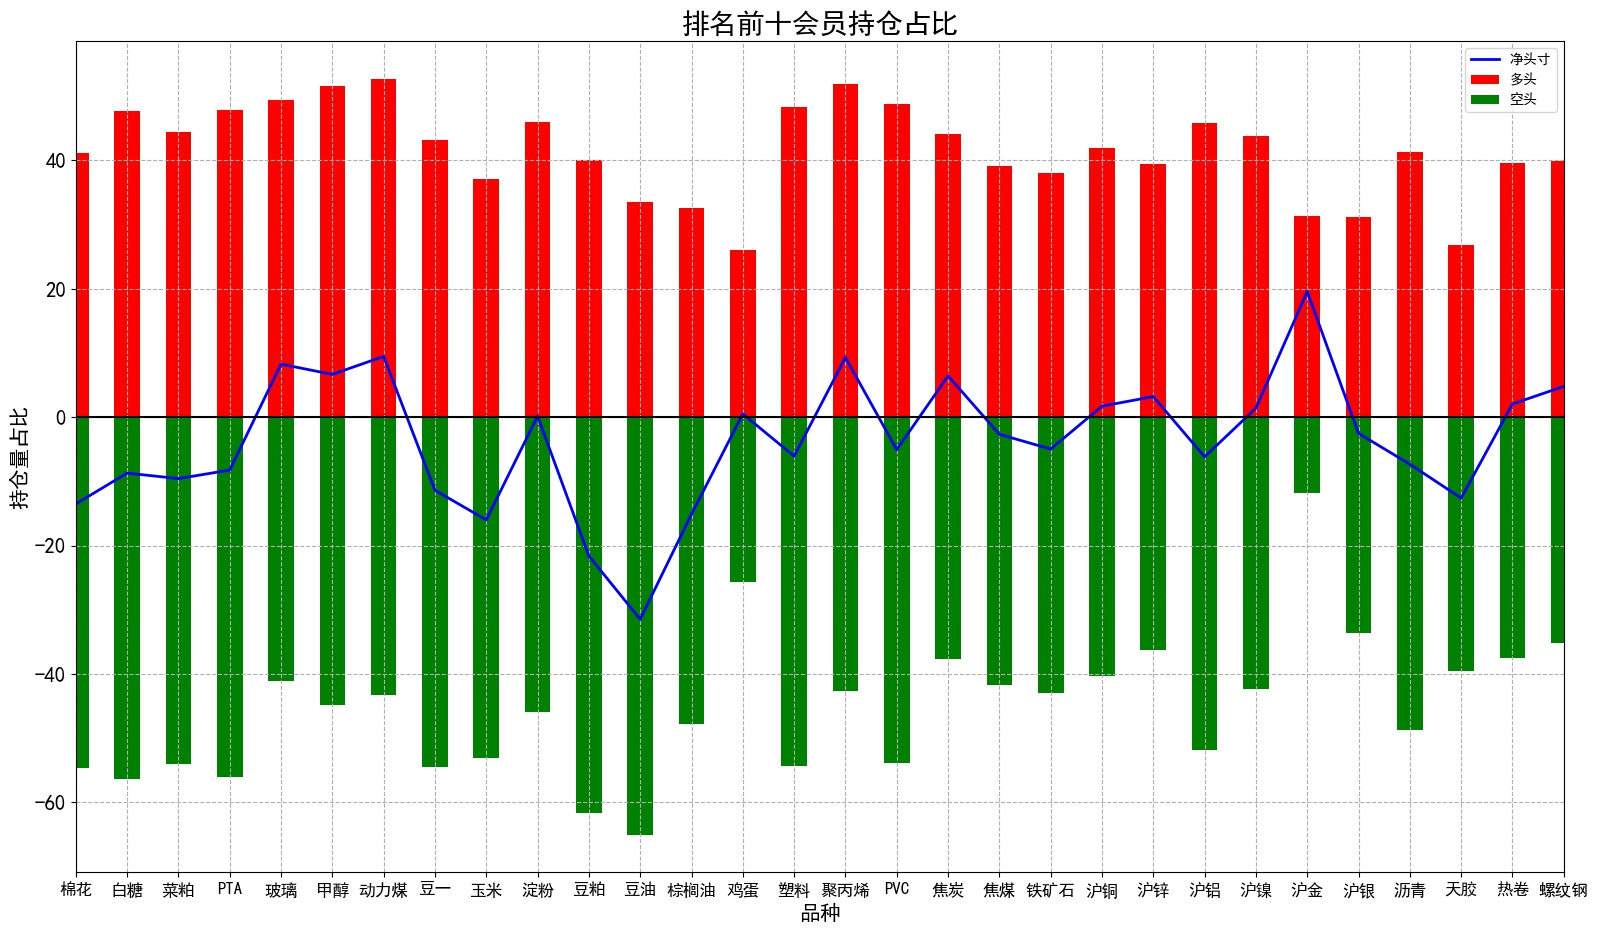 排名前十会员持仓占比
净头寸
多头
空头
持仓量占比
40
20
0
−20
−40
−60
棉花 白糖 菜粕 PTA 玻璃 甲醇 动力煤 豆一 玉米 淀粉 豆粕 豆油 棕榈油 鸡蛋 塑料 聚丙烯 PVC 焦炭 焦煤 铁矿石 沪铜 沪锌 沪铝 沪镍 沪金 沪银 沥青 天胶 热卷 螺纹钢
品种